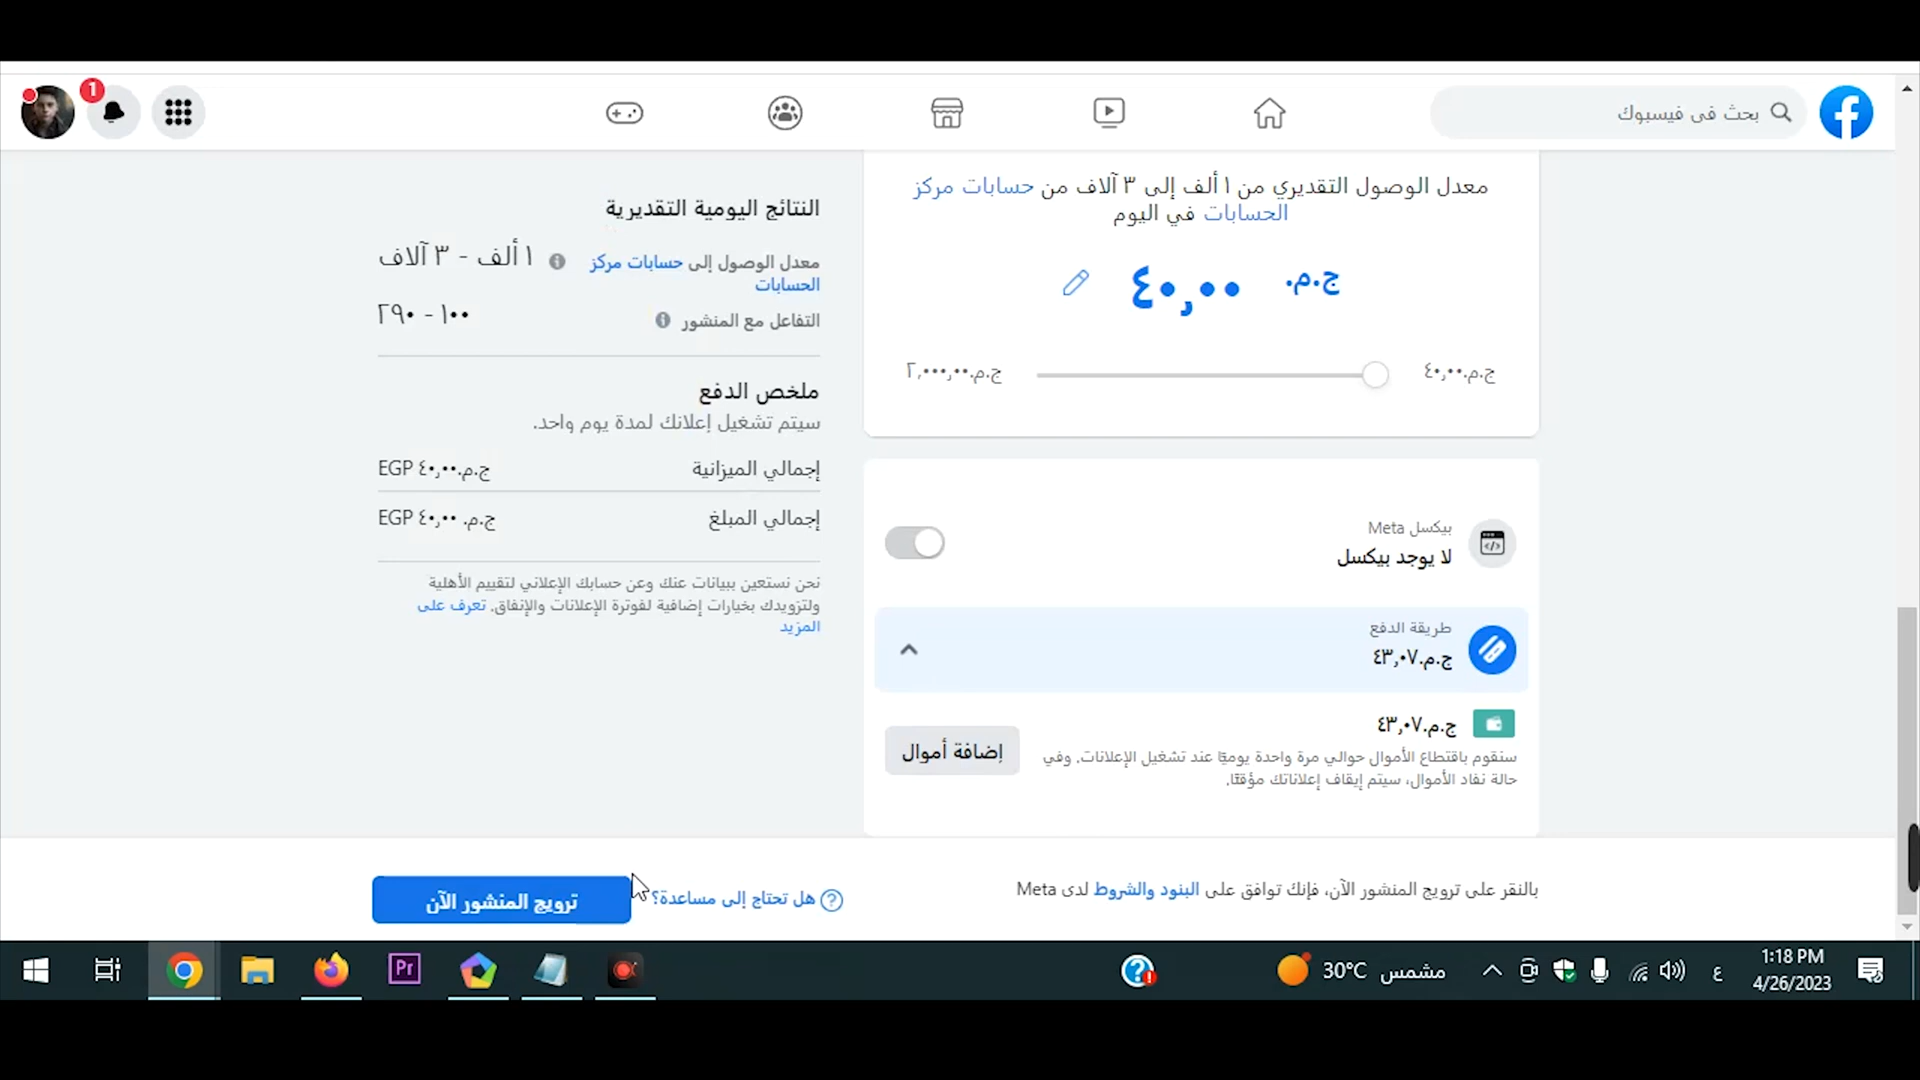 بحث في فيسبوك
1
معدل الوصول التقديري من ١ ألف إلى ٣ آلاف من حسابات مركز
الحسابات في اليوم
ج.م.‏ ٤٠٫٠٠
ج.م.‏٤٠٫٠٠
ج.م.‏٢,٠٠٠٫٠٠
بيكسل Meta
لا يوجد بيكسل
طريقة الدفع
ج.م.‏٤٣٫٠٧
ج.م.‏٤٣٫٠٧
سنقوم باقتطاع الأموال حوالي مرة واحدة يوميًا عند تشغيل الإعلانات. وفي
حالة نفاد الأموال، سيتم إيقاف إعلاناتك مؤقتًا.
إضافة أموال
النتائج اليومية التقديرية
معدل الوصول إلى حسابات مركز
الحسابات
١ ألف - ٣ آلاف
التفاعل مع المنشور
١٠٠ - ٢٩٠
ملخص الدفع
سيتم تشغيل إعلانك لمدة يوم واحد.
إجمالي الميزانية
ج.م.‏٤٠٫٠٠ EGP
إجمالي المبلغ
ج.م.‏ ٤٠٫٠٠ EGP
نحن نستعين ببيانات عنك وعن حسابك الإعلاني لتقييم الأهلية
ولتزويدك بخيارات إضافية لفوترة الإعلانات والإنفاق. تعرف على
المزيد
بالنقر على ترويج المنشور الآن، فإنك توافق على البنود والشروط لدى Meta
هل تحتاج إلى مساعدة؟
ترويج المنشور الآن
Pr
30°C مشمس
ع
1:18 PM
4/26/2023